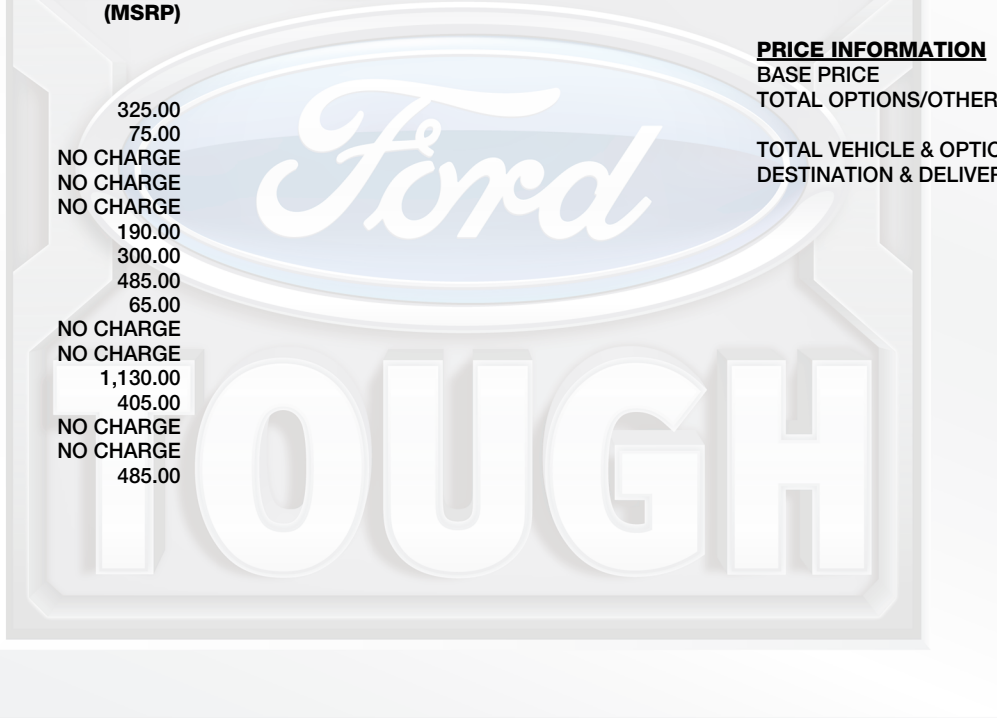 (MSRP)
325.00
75.00
NO CHARGE
NO CHARGE
NO CHARGE
190.00
300.00
485.00
65.00
NO CHARGE
NO CHARGE
1,130.00
405.00
NO CHARGE
NO CHARGE
485.00
PRICE INFORMATION
BASE PRICE
TOTAL OPTIONS/OTHER
TOTAL VEHICLE & OPTIO
DESTINATION & DELIVER
Ford
TOUGH